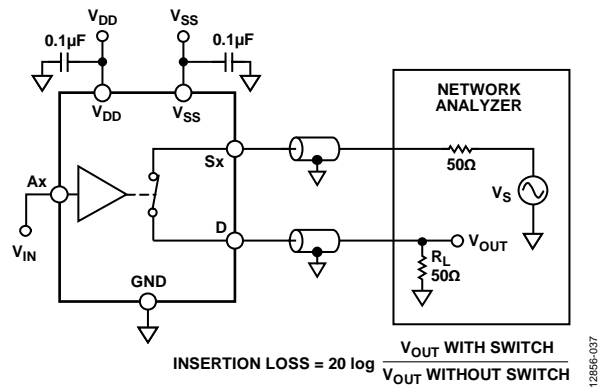 VDD
VSS
0.1µF
0.1µF
VDD
VSS
NETWORK
ANALYZER
Sx
50Ω
Ax
VS
D
VOUT
VIN
RL
50Ω
GND
INSERTION LOSS = 20 log VOUT WITH SWITCH
VOUT WITHOUT SWITCH
12856-037